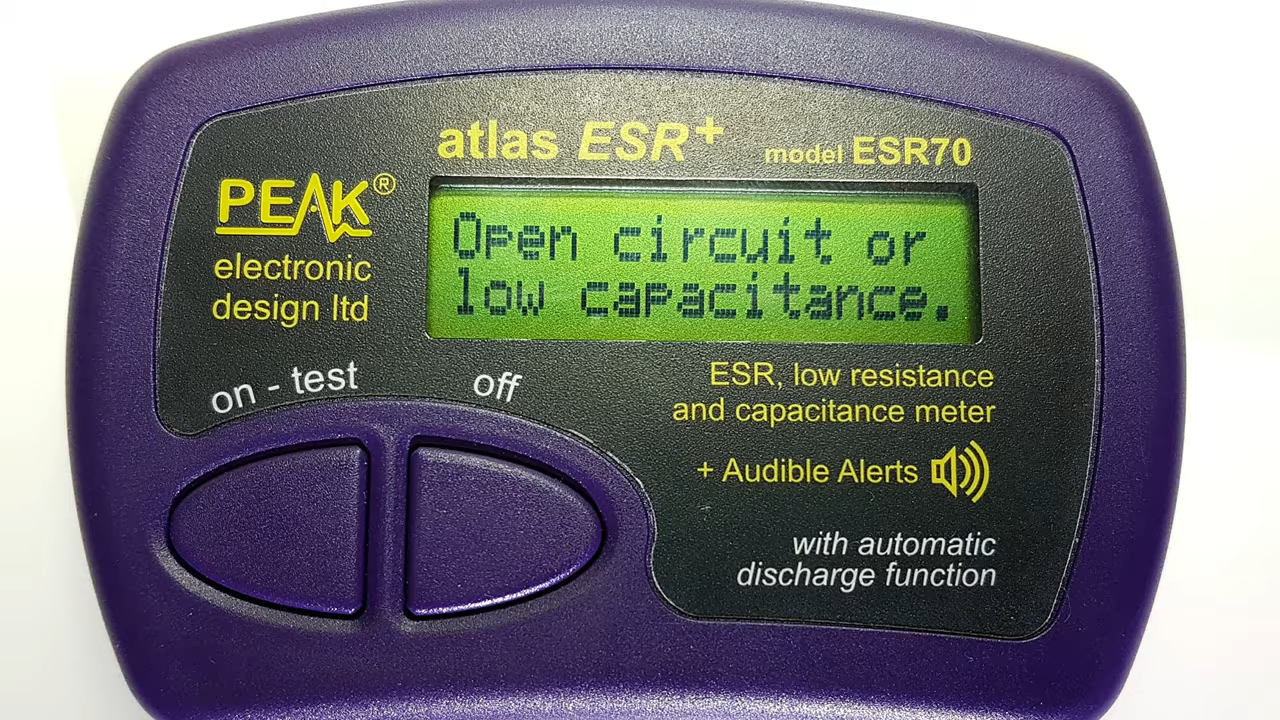 atlas ESR+ model ESR70
PEAK®
electronic
design ltd
Open circuit or
low capacitance.
on - test
off
ESR, low resistance
and capacitance meter
+ Audible Alerts
with automatic
discharge function